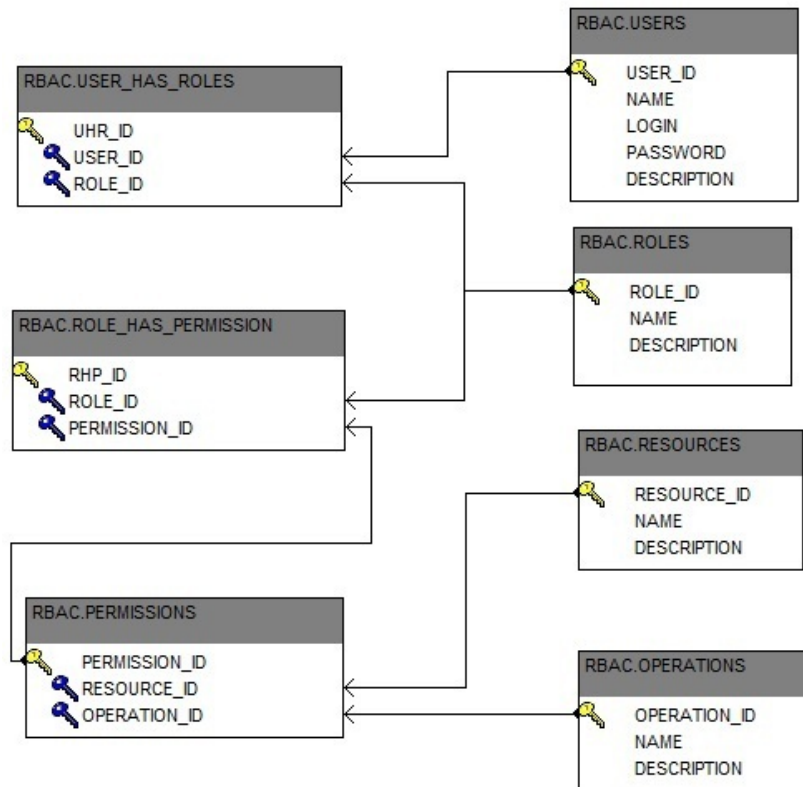 RBAC.USERS
USER_ID
NAME
LOGIN
PASSWORD
DESCRIPTION
RBAC.USER_HAS_ROLES
UHR_ID
USER_ID
ROLE_ID
RBAC.ROLES
ROLE_ID
NAME
DESCRIPTION
RBAC.ROLE_HAS_PERMISSION
RHP_ID
ROLE_ID
PERMISSION_ID
RBAC.RESOURCES
RESOURCE_ID
NAME
DESCRIPTION
RBAC.PERMISSIONS
PERMISSION_ID
RESOURCE_ID
OPERATION_ID
RBAC.OPERATIONS
OPERATION_ID
NAME
DESCRIPTION